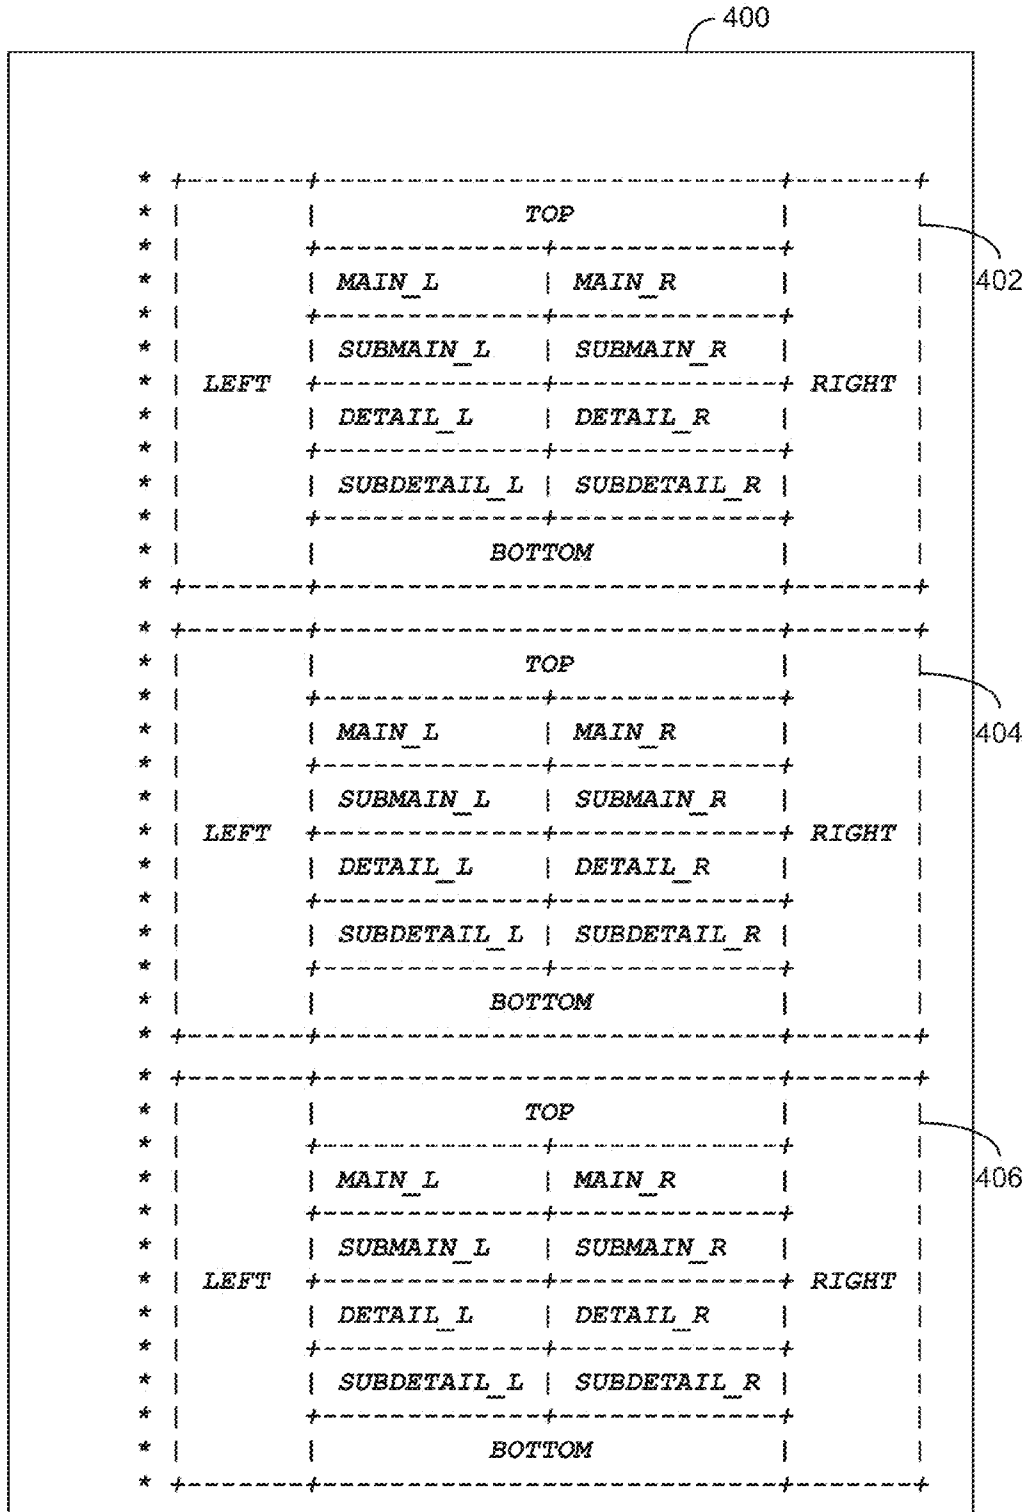 400
* +-------+---------------------------+-------+
* | | TOP | |
* | +-------------+-------------+ |
* | | MAIN_L | MAIN_R | | 402
* | +-------------+-------------+ |
* | | SUBMAIN_L | SUBMAIN_R | |
* | LEFT +-------------+-------------+ RIGHT |
* | | DETAIL_L | DETAIL_R | |
* | +-------------+-------------+ |
* | | SUBDETAIL_L | SUBDETAIL_R | |
* | +-------------+-------------+ |
* | | BOTTOM | |
* +-------+---------------------------+-------+
* +-------+---------------------------+-------+
* | | TOP | |
* | +-------------+-------------+ |
* | | MAIN_L | MAIN_R | | 404
* | +-------------+-------------+ |
* | | SUBMAIN_L | SUBMAIN_R | |
* | LEFT +-------------+-------------+ RIGHT |
* | | DETAIL_L | DETAIL_R | |
* | +-------------+-------------+ |
* | | SUBDETAIL_L | SUBDETAIL_R | |
* | +-------------+-------------+ |
* | | BOTTOM | |
* +-------+---------------------------+-------+
* +-------+---------------------------+-------+
* | | TOP | |
* | +-------------+-------------+ |
* | | MAIN_L | MAIN_R | | 406
* | +-------------+-------------+ |
* | | SUBMAIN_L | SUBMAIN_R | |
* | LEFT +-------------+-------------+ RIGHT |
* | | DETAIL_L | DETAIL_R | |
* | +-------------+-------------+ |
* | | SUBDETAIL_L | SUBDETAIL_R | |
* | +-------------+-------------+ |
* | | BOTTOM | |
* +-------+---------------------------+-------+